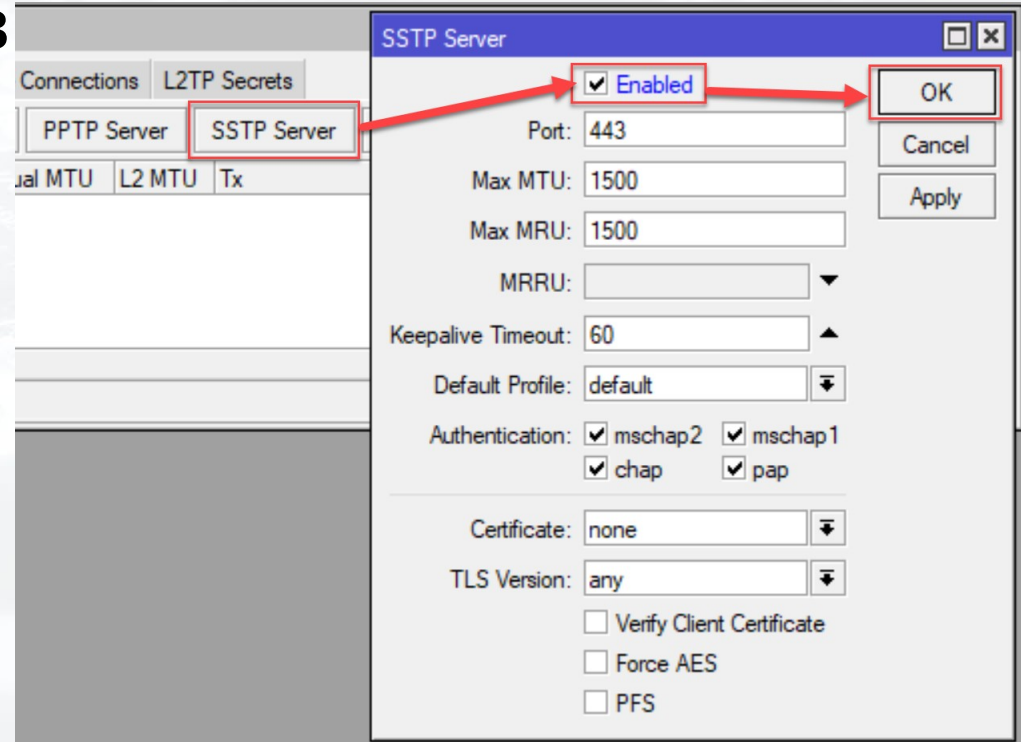 3
SSTP Server
Connections L2TP Secrets
PPTP Server SSTP Server
ual MTU L2 MTU Tx
Enabled
Port: 443
Max MTU: 1500
Max MRU: 1500
MRRU:
Keepalive Timeout: 60
Default Profile: default
Authentication: mschap2 mschap1
chap pap
Certificate: none
TLS Version: any
Verify Client Certificate
Force AES
PFS
OK
Cancel
Apply